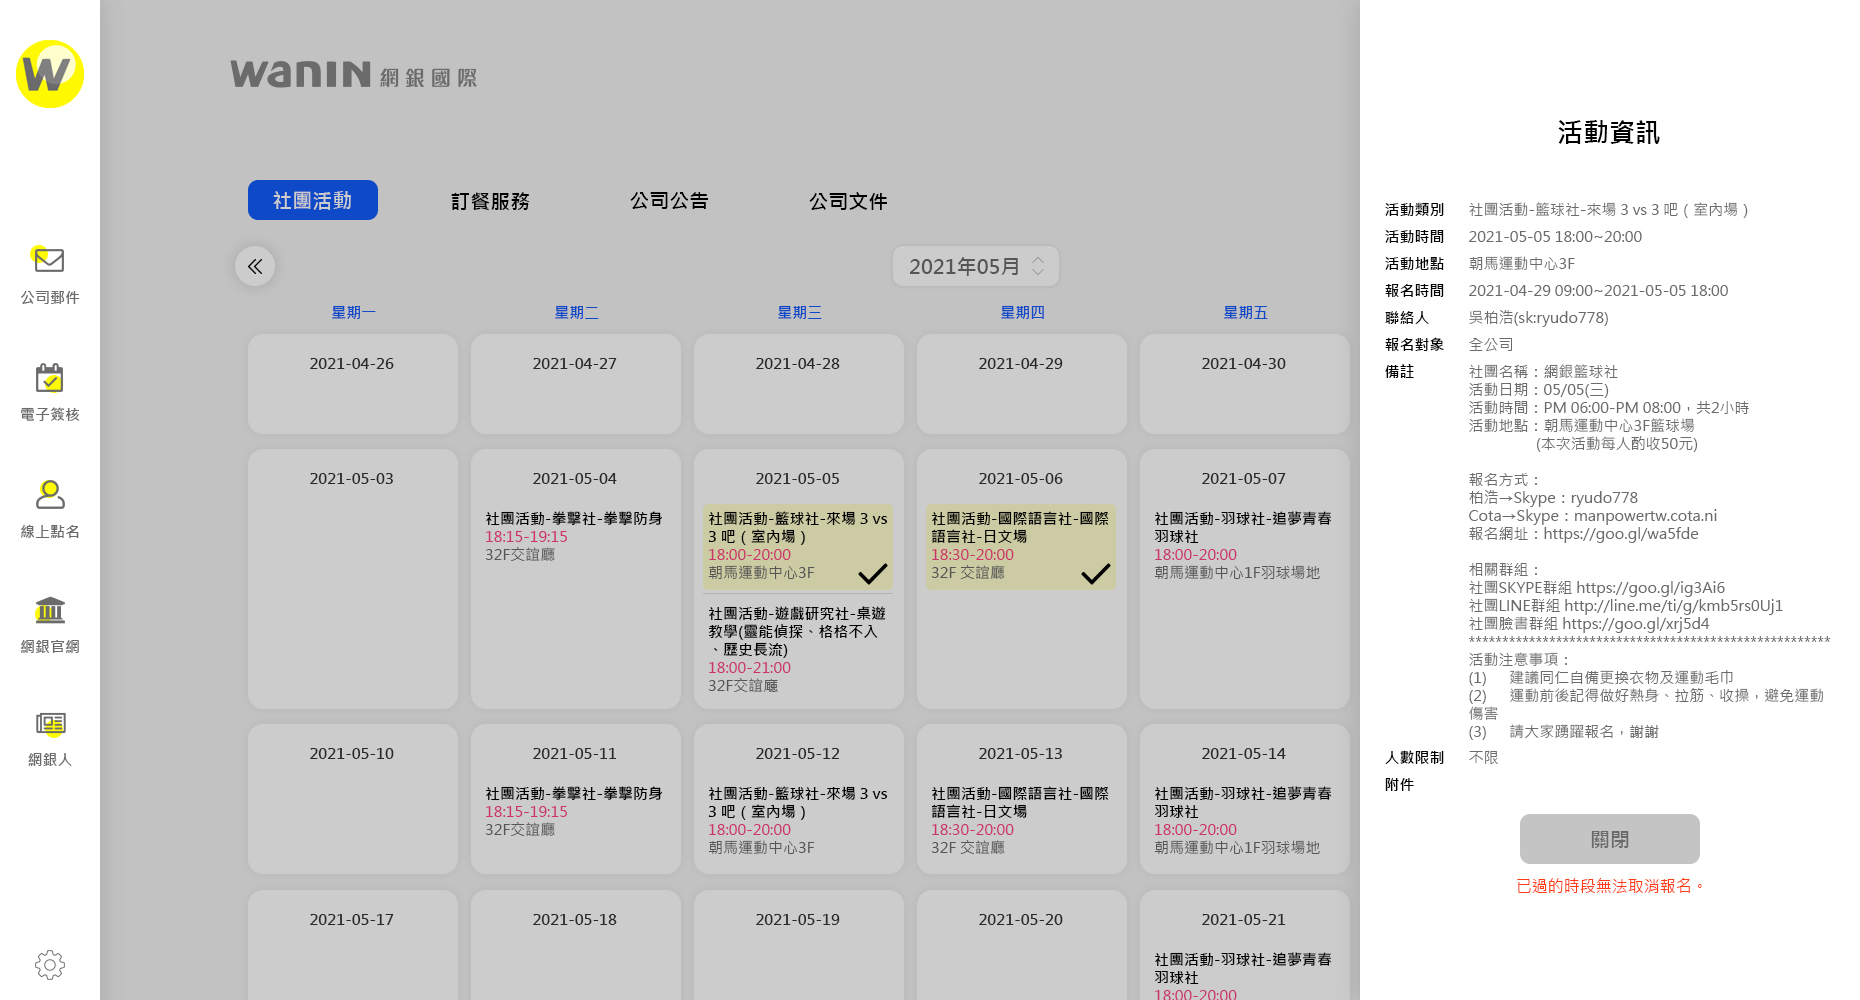 W
公司郵件
電子簽核
線上點名
網銀官網
網銀人
wanin 網銀國際
社團活動
訂餐服務
公司公告
公司文件
2021年05月
星期一
星期二
星期三
星期四
星期五
2021-04-26
2021-04-27
2021-04-28
2021-04-29
2021-04-30
2021-05-03
2021-05-04
社團活動-拳擊社-拳擊防身
18:15-19:15
32F交誼廳
2021-05-05
社團活動-籃球社-來場 3 vs
3 吧 ( 室內場 )
18:00-20:00
朝馬運動中心3F
社團活動-遊戲研究社-桌遊
教學(靈能偵探、格格不入
、歷史長流)
18:00-21:00
32F交誼廳
2021-05-06
社團活動-國際語言社-國際
語言社-日文場
18:30-20:00
32F 交誼廳
2021-05-07
社團活動-羽球社-追夢青春
羽球社
18:00-20:00
朝馬運動中心1F羽球場地
2021-05-10
2021-05-11
社團活動-拳擊社-拳擊防身
18:15-19:15
32F交誼廳
2021-05-12
社團活動-籃球社-來場 3 vs
3 吧 ( 室內場 )
18:00-20:00
朝馬運動中心3F
2021-05-13
社團活動-國際語言社-國際
語言社-日文場
18:30-20:00
32F 交誼廳
2021-05-14
社團活動-羽球社-追夢青春
羽球社
18:00-20:00
朝馬運動中心1F羽球場地
2021-05-17
2021-05-18
2021-05-19
2021-05-20
2021-05-21
社團活動-羽球社-追夢青春
羽球社
18:00-20:00
活動資訊
活動類別 社團活動-籃球社-來場 3 vs 3 吧 ( 室內場 )
活動時間 2021-05-05 18:00~20:00
活動地點 朝馬運動中心3F
報名時間 2021-04-29 09:00~2021-05-05 18:00
聯絡人 吳柏浩(sk:ryudo778)
報名對象 全公司
備註 社團名稱：網銀籃球社
活動日期：05/05(三)
活動時間：PM 06:00-PM 08:00，共2小時
活動地點：朝馬運動中心3F籃球場
(本次活動每人酌收50元)
報名方式：
柏浩→Skype：ryudo778
Cota→Skype：manpowertw.cota.ni
報名網址：https://goo.gl/wa5fde
相關群組：
社團SKYPE群組 https://goo.gl/ig3Ai6
社團LINE群組 http://line.me/ti/g/kmb5rs0Uj1
社團臉書群組 https://goo.gl/xrj5d4
******************************************************
活動注意事項：
(1) 建議同仁自備更換衣物及運動毛巾
(2) 運動前後記得做好熱身、拉筋、收操，避免運動
傷害
(3) 請大家踴躍報名，謝謝
人數限制 不限
附件
關閉
已過的時段無法取消報名。